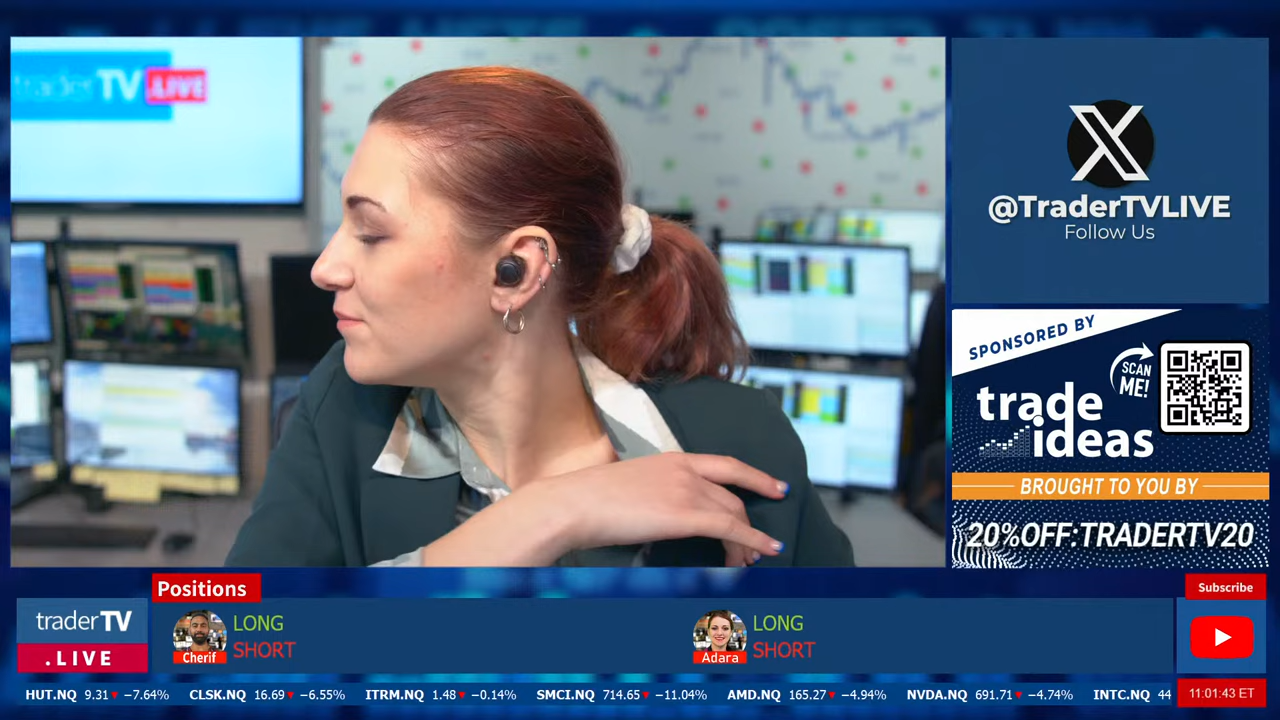 traderTV.LIVE
@TraderTVLIVE
Follow Us
SPONSORED BY
SCAN
ME!
trade
ideas
BROUGHT TO YOU BY
20%OFF:TRADERTV20
Positions
Subscribe
traderTV
.LIVE
Cherif
LONG
SHORT
Adara
LONG
SHORT
HUT.NQ 9.31▼ −7.64% CLSK.NQ 16.69▼ −6.55% ITRM.NQ 1.48▼ −0.14% SMCI.NQ 714.65▼ −11.04% AMD.NQ 165.27▼ −4.94% NVDA.NQ 691.71▼ −4.74% INTC.NQ 44
11:01:43 ET